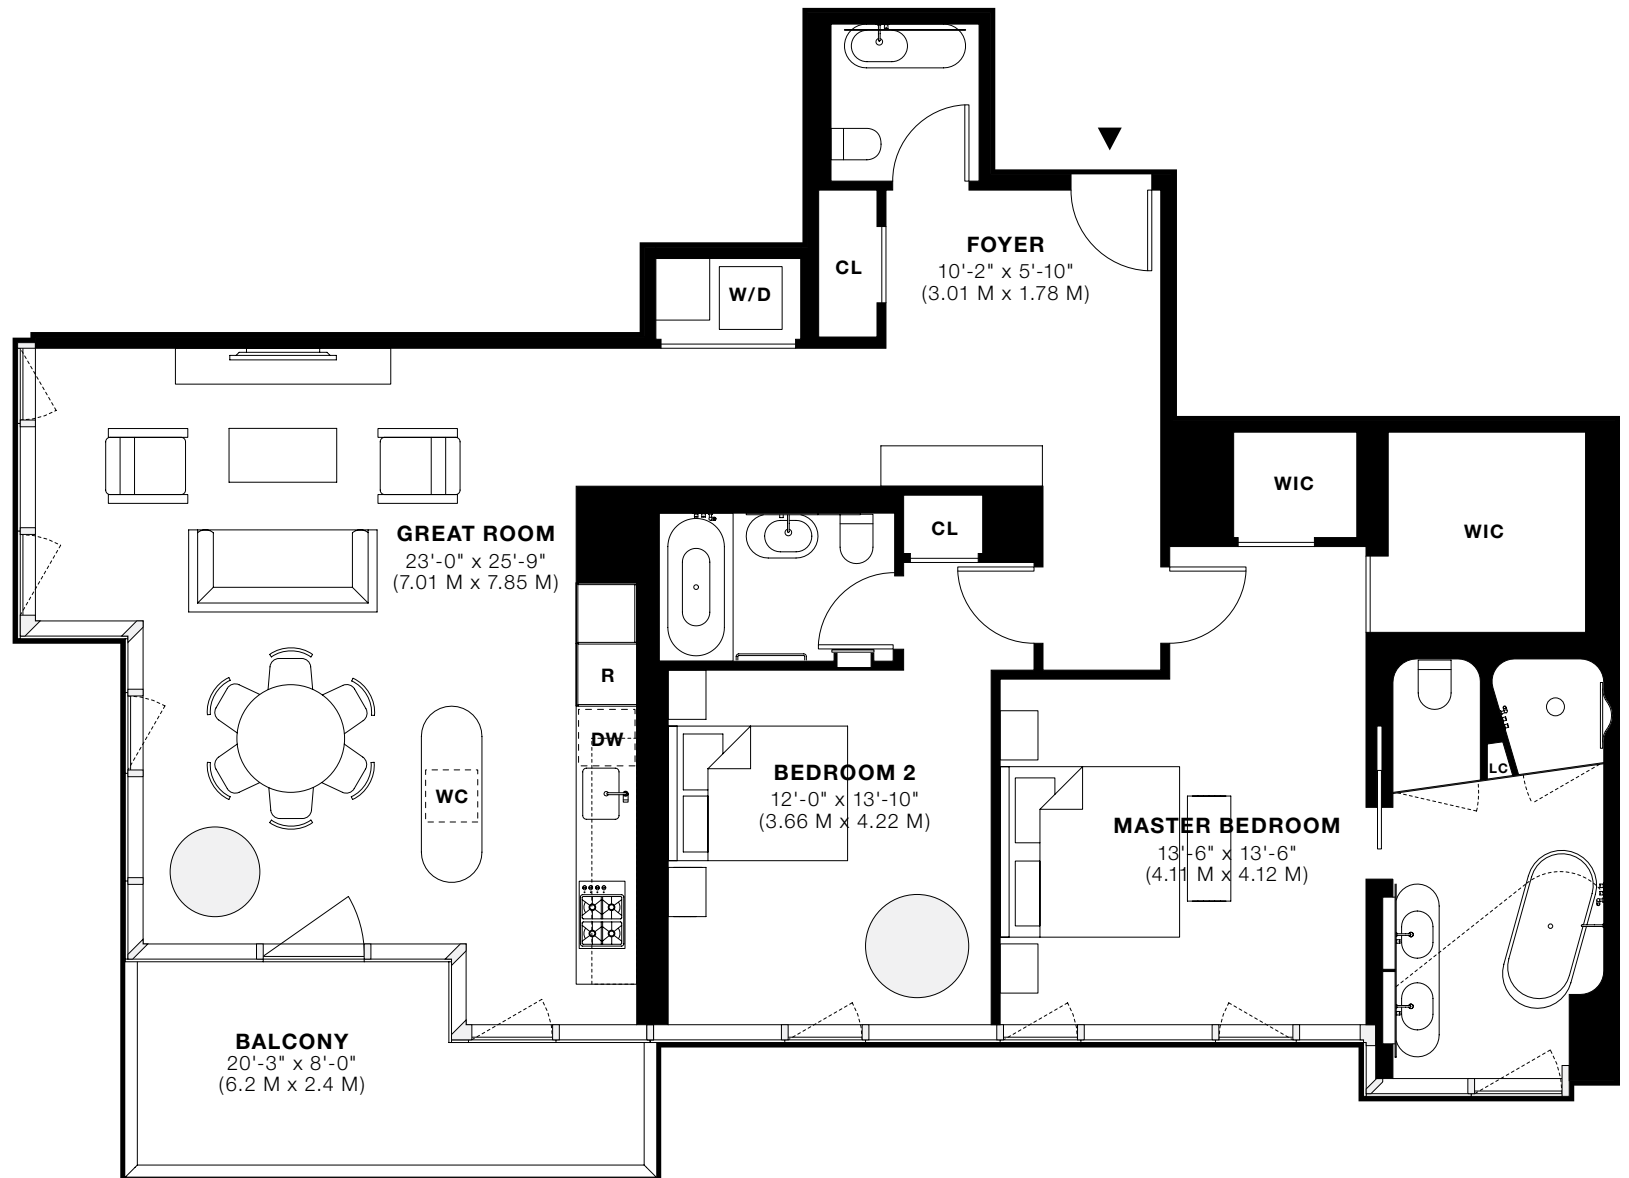 FOYER
10'-2" x 5'-10"
(3.01 M x 1.78 M)
CL
W/D
GREAT ROOM
23'-0" x 25'-9"
(7.01 M x 7.85 M)
CL
WIC
WIC
R
DW
WC
BEDROOM 2
12'-0" x 13'-10"
(3.66 M x 4.22 M)
MASTER BEDROOM
13'-6" x 13'-6"
(4.11 M x 4.12 M)
LC
BALCONY
20'-3" x 8'-0"
(6.2 M x 2.4 M)